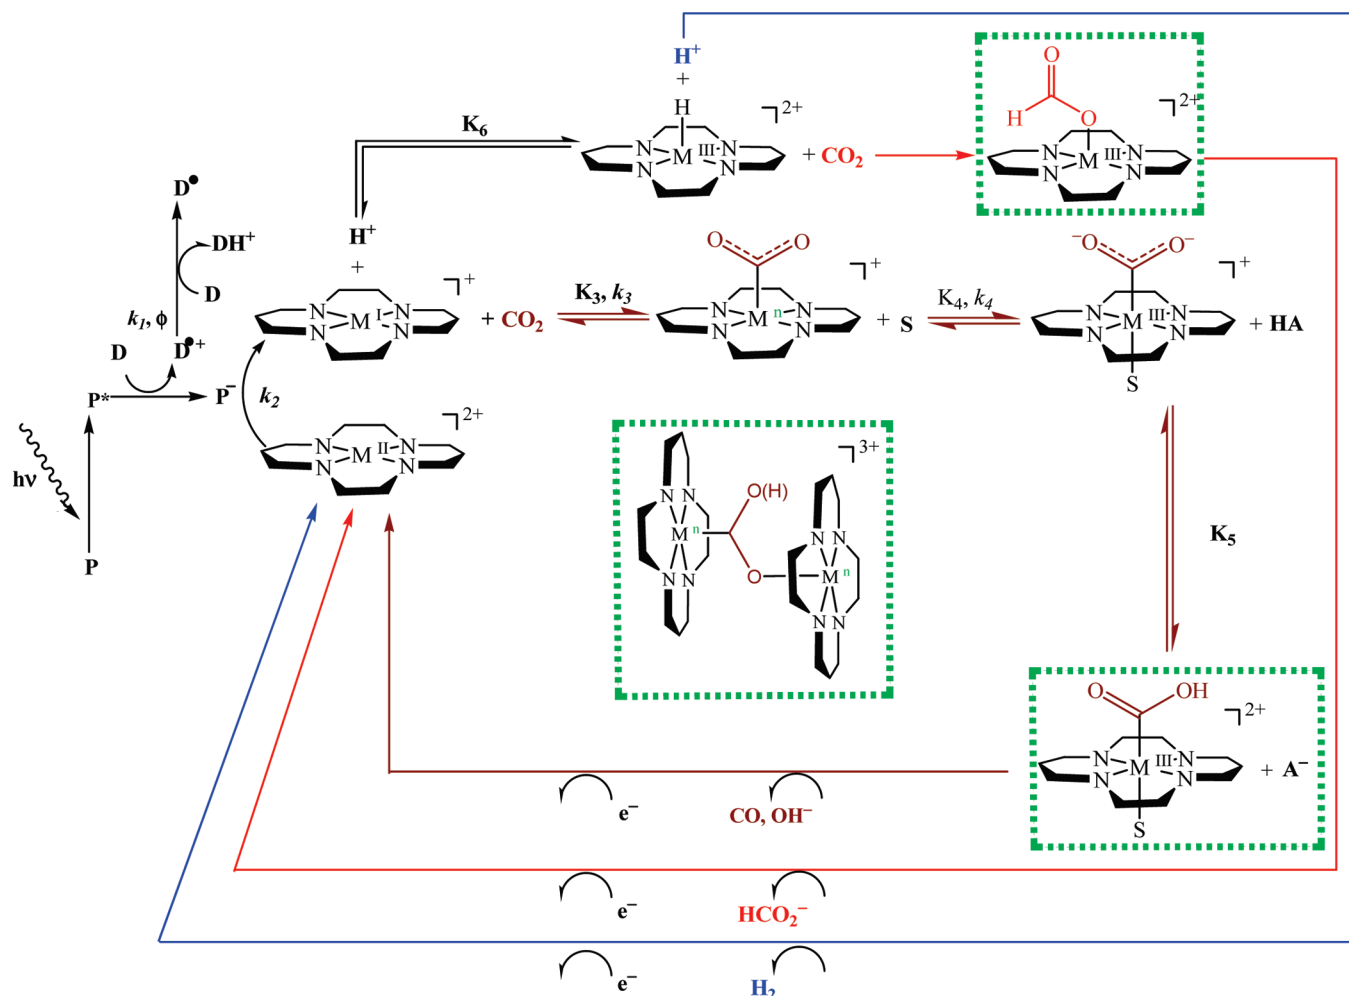 H⁺
+
H
]²⁺
N
N
M
III
N
N
+ CO₂
O
H
O
]²⁺
N
N
M
III
N
N
K₆
D•
DH⁺
D
k₁, ϕ
D
D•⁺
P*
P⁻
hν
P
k₂
H⁺
+
]⁺
N
N
M
I
N
N
+ CO₂
K₃, k₃
O
O
]⁺
N
N
M
n
N
N
+ S
K₄, k₄
⁻O
O⁻
]⁺
N
N
M
III
N
N
S
+ HA
]²⁺
N
N
M
II
N
N
]³⁺
O(H)
N
N
M
n
N
N
O
N
N
M
n
N
N
K₅
O
OH
]²⁺
N
N
M
III
N
N
S
+ A⁻
e⁻
CO, OH⁻
e⁻
HCO₂⁻
e⁻
H₂